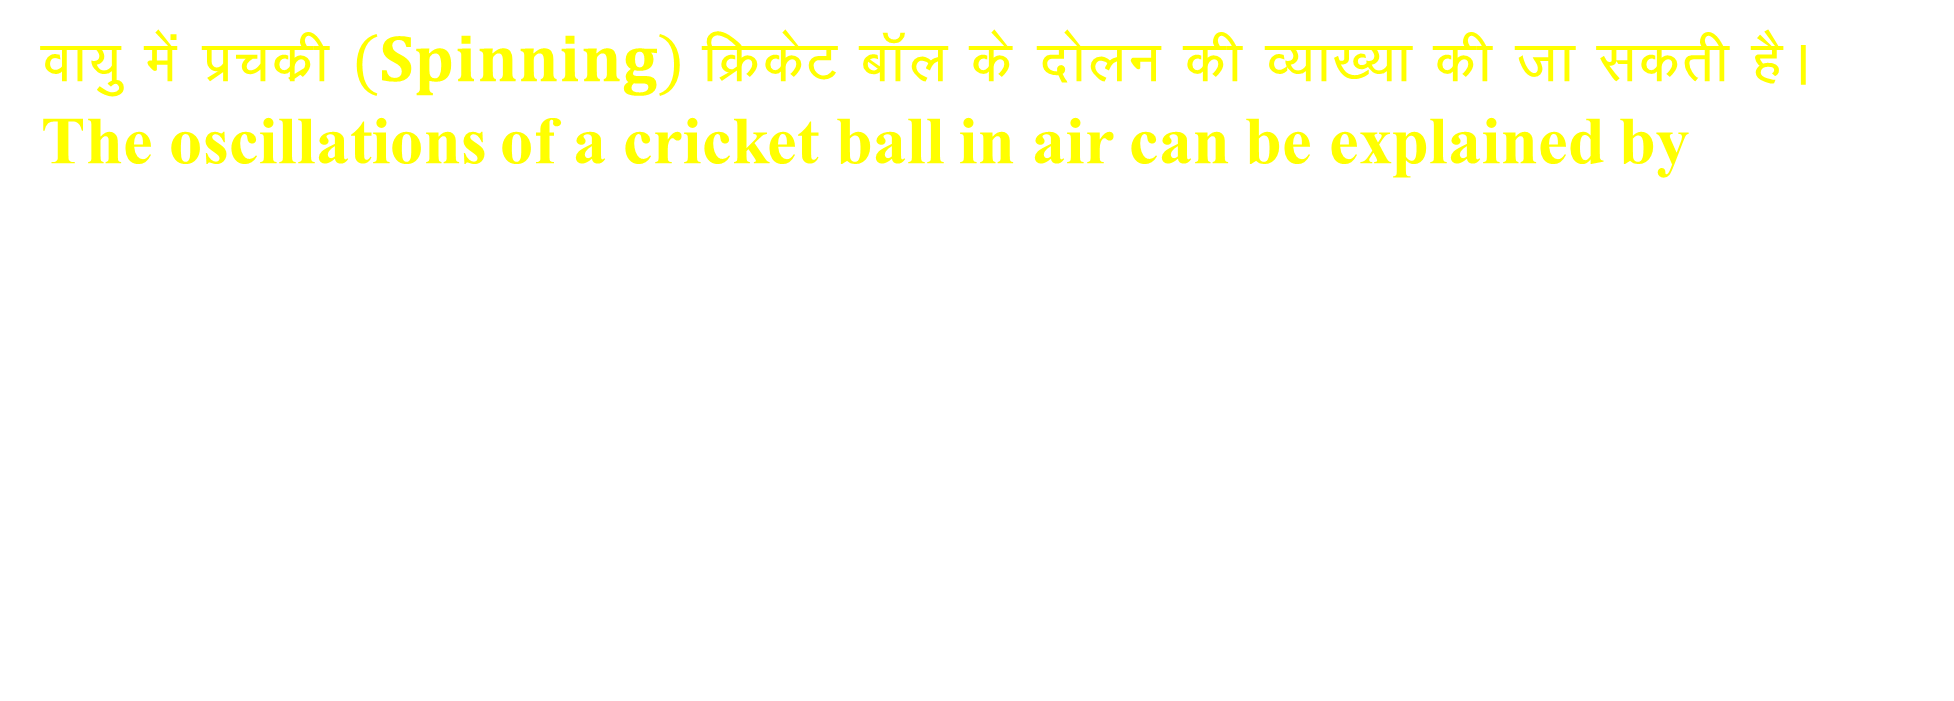 वायु में प्रचक्री (Spinning) क्रिकेट बॉल के दोलन की व्याख्या की जा सकती है।
The oscillations of a cricket ball in air can be explained by